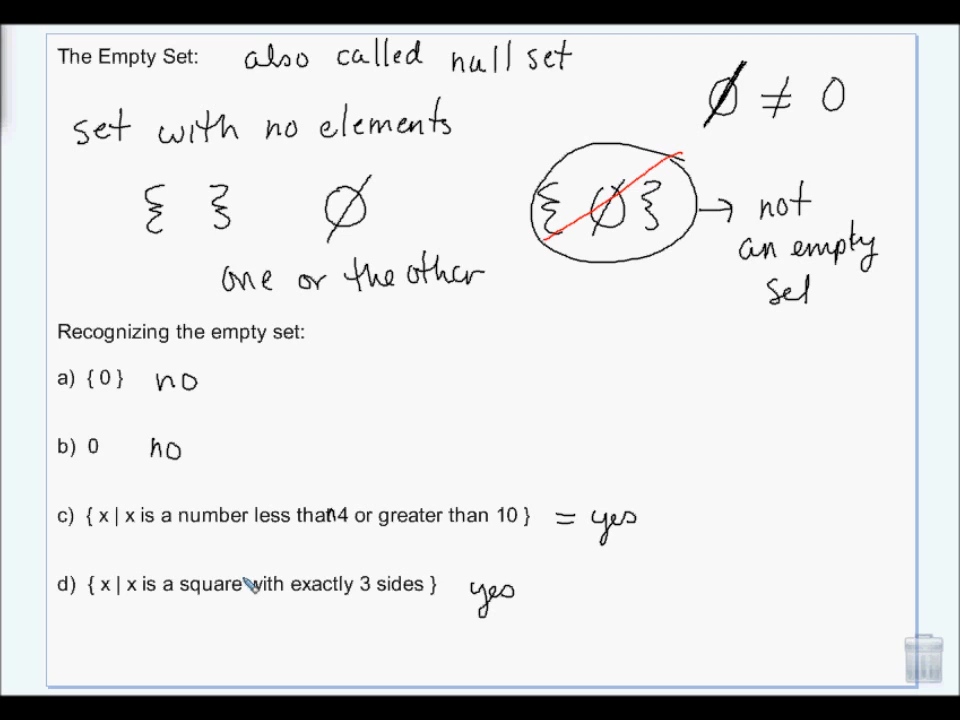 The Empty Set: also called null set
∅ ≠ 0
set with no elements
{ } ∅ { ∅ } → not
an empty
set
one or the other
Recognizing the empty set:
a) { 0 } no
b) 0 no
c) { x | x is a number less than 4 or greater than 10 } = yes
d) { x | x is a square with exactly 3 sides } yes